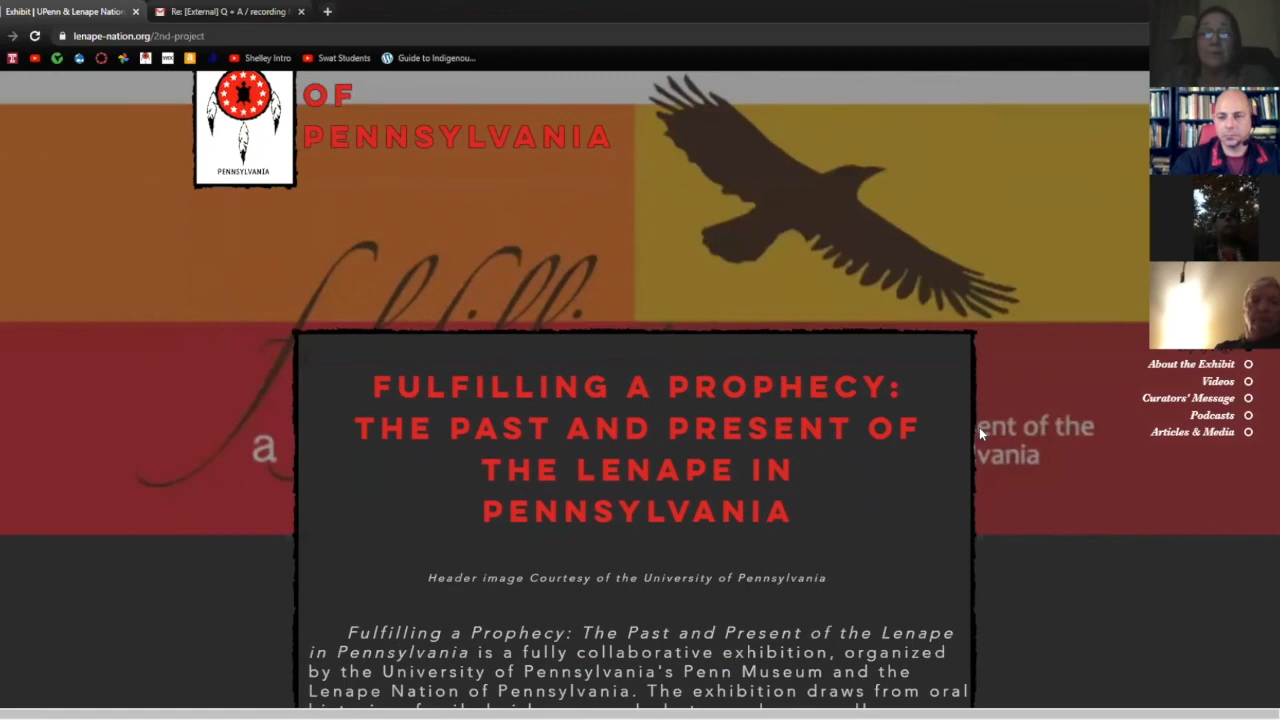 Exhibit | UPenn & Lenape Nation
Re: [External] Q + A / recording f
lenape-nation.org/2nd-project
Shelley Intro
Swat Students
Guide to Indigenou...
OF
PENNSYLVANIA
PENNSYLVANIA
About the Exhibit
Videos
Curators' Message
Podcasts
Articles & Media
a
ent of the
vania
FULFILLING A PROPHECY:
THE PAST AND PRESENT OF
THE LENAPE IN
PENNSYLVANIA
Header image Courtesy of the University of Pennsylvania
Fulfilling a Prophecy: The Past and Present of the Lenape
in Pennsylvania is a fully collaborative exhibition, organized
by the University of Pennsylvania's Penn Museum and the
Lenape Nation of Pennsylvania. The exhibition draws from oral